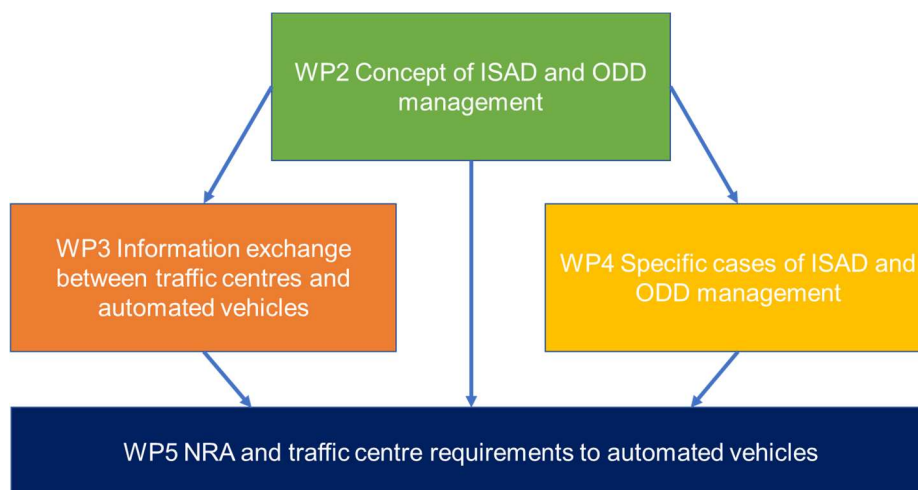 WP2 Concept of ISAD and ODD
management
WP3 Information exchange
between traffic centres and
automated vehicles
WP4 Specific cases of ISAD and
ODD management
WP5 NRA and traffic centre requirements to automated vehicles